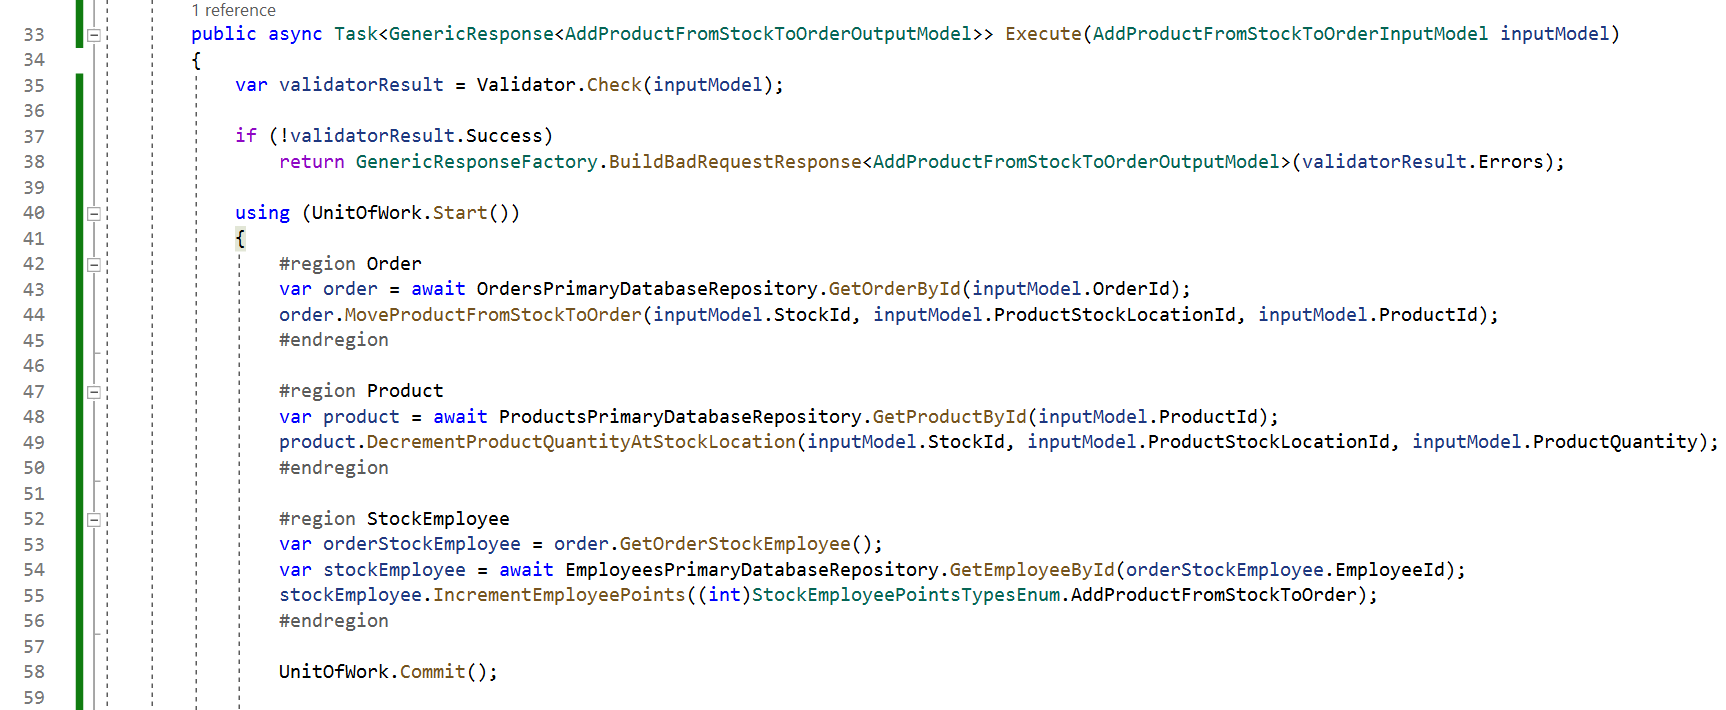 1 reference
33 public async Task<GenericResponse<AddProductFromStockToOrderOutputModel>> Execute(AddProductFromStockToOrderInputModel inputModel)
34 {
35 var validatorResult = Validator.Check(inputModel);
36
37 if (!validatorResult.Success)
38 return GenericResponseFactory.BuildBadRequestResponse<AddProductFromStockToOrderOutputModel>(validatorResult.Errors);
39
40 using (UnitOfWork.Start())
41 {
42 #region Order
43 var order = await OrdersPrimaryDatabaseRepository.GetOrderById(inputModel.OrderId);
44 order.MoveProductFromStockToOrder(inputModel.StockId, inputModel.ProductStockLocationId, inputModel.ProductId);
45 #endregion
46
47 #region Product
48 var product = await ProductsPrimaryDatabaseRepository.GetProductById(inputModel.ProductId);
49 product.DecrementProductQuantityAtStockLocation(inputModel.StockId, inputModel.ProductStockLocationId, inputModel.ProductQuantity);
50 #endregion
51
52 #region StockEmployee
53 var orderStockEmployee = order.GetOrderStockEmployee();
54 var stockEmployee = await EmployeesPrimaryDatabaseRepository.GetEmployeeById(orderStockEmployee.EmployeeId);
55 stockEmployee.IncrementEmployeePoints((int)StockEmployeePointsTypesEnum.AddProductFromStockToOrder);
56 #endregion
57
58 UnitOfWork.Commit();
59